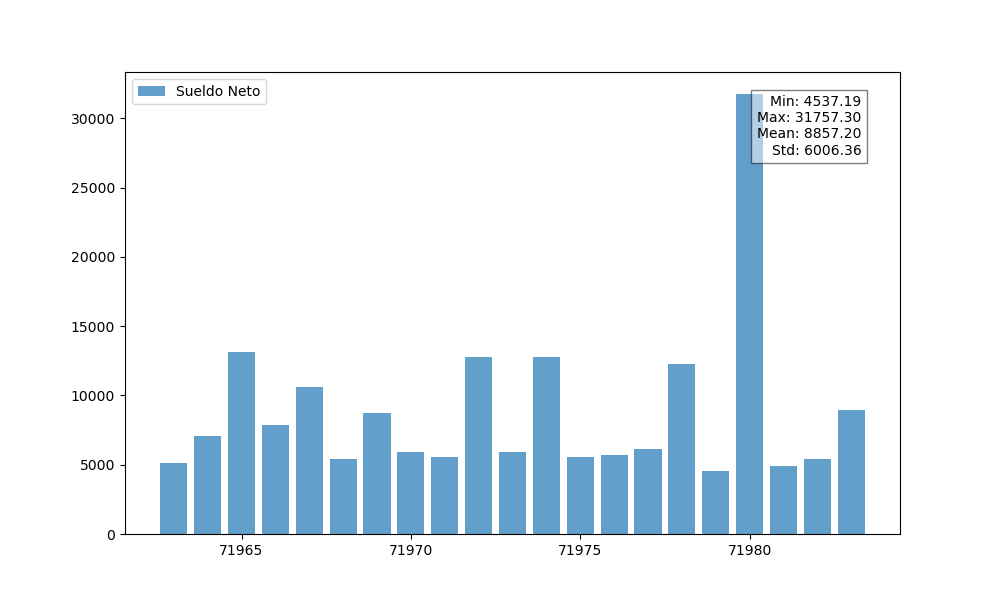 Sueldo Neto
Min: 4537.19
Max: 31757.30
Mean: 8857.20
Std: 6006.36
30000
25000
20000
15000
10000
5000
0
71965 71970 71975 71980